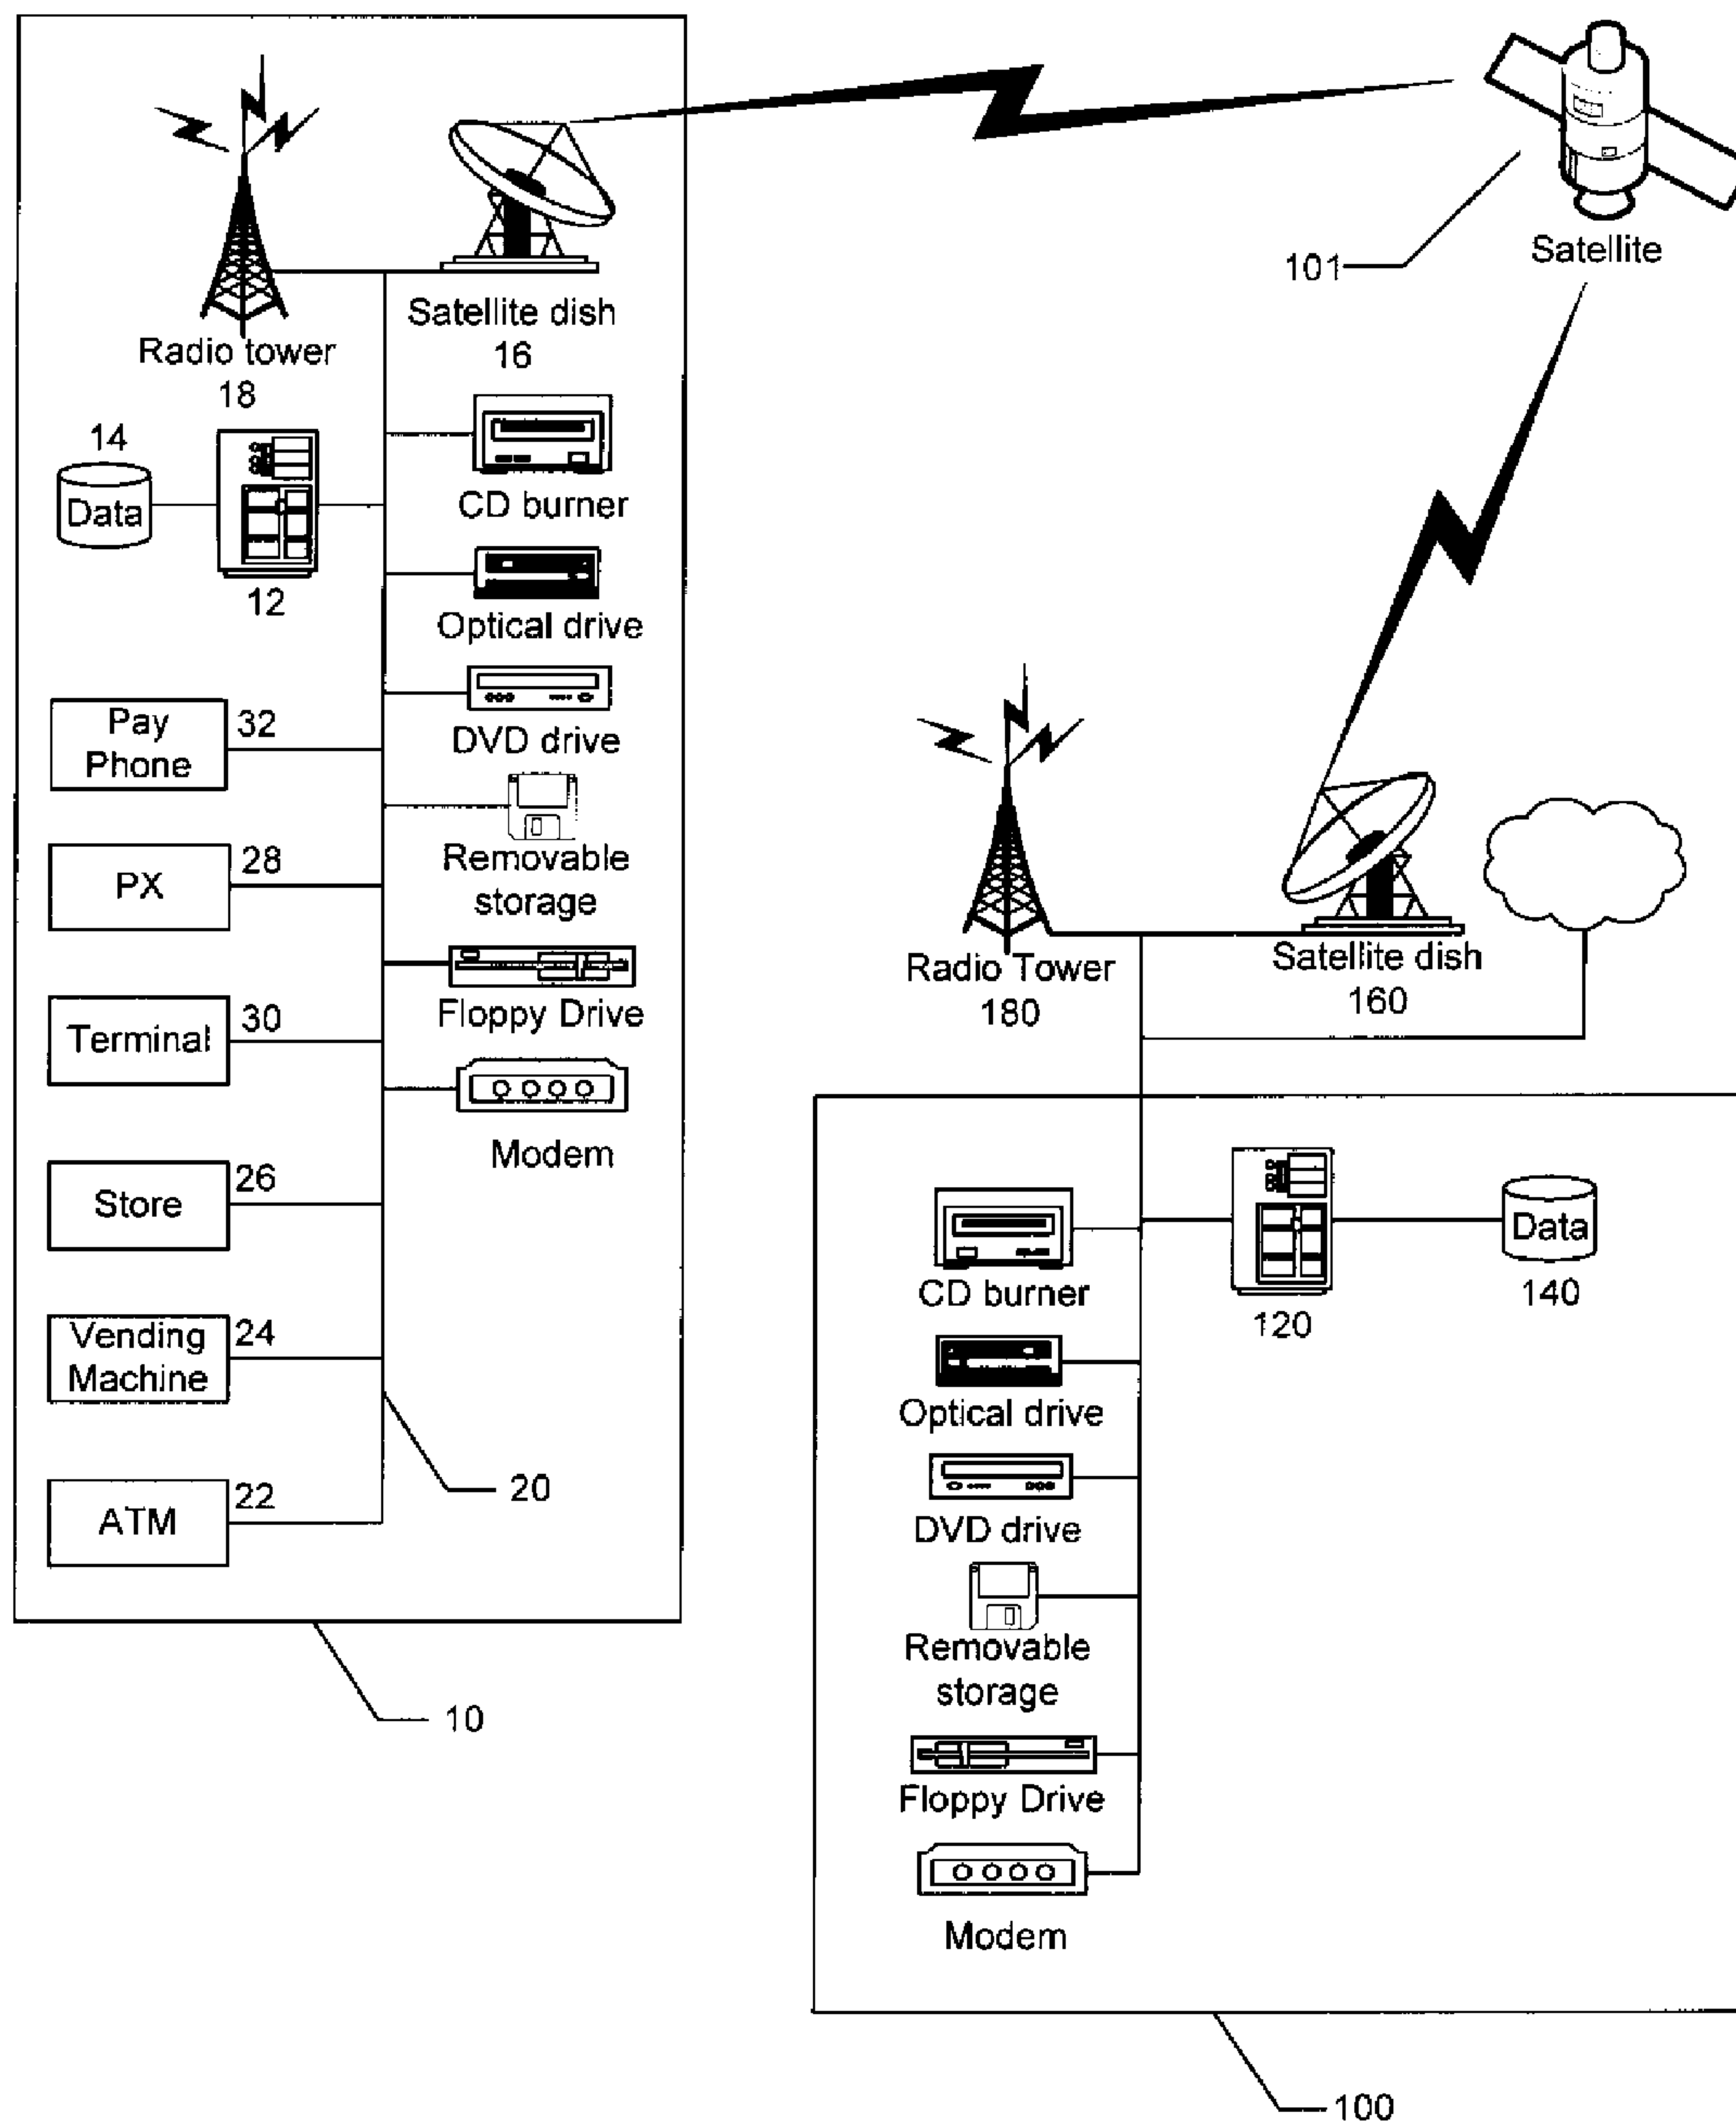 Radio tower
18
Satellite dish
16
14
Data
12
CD burner
Optical drive
DVD drive
Removable
storage
Floppy Drive
Modem
Pay
Phone
32
PX
28
Terminal
30
Store
26
Vending
Machine
24
ATM
22
20
10
Satellite
101
Radio Tower
180
Satellite dish
160
CD burner
Optical drive
DVD drive
Removable
storage
Floppy Drive
Modem
120
Data
140
100